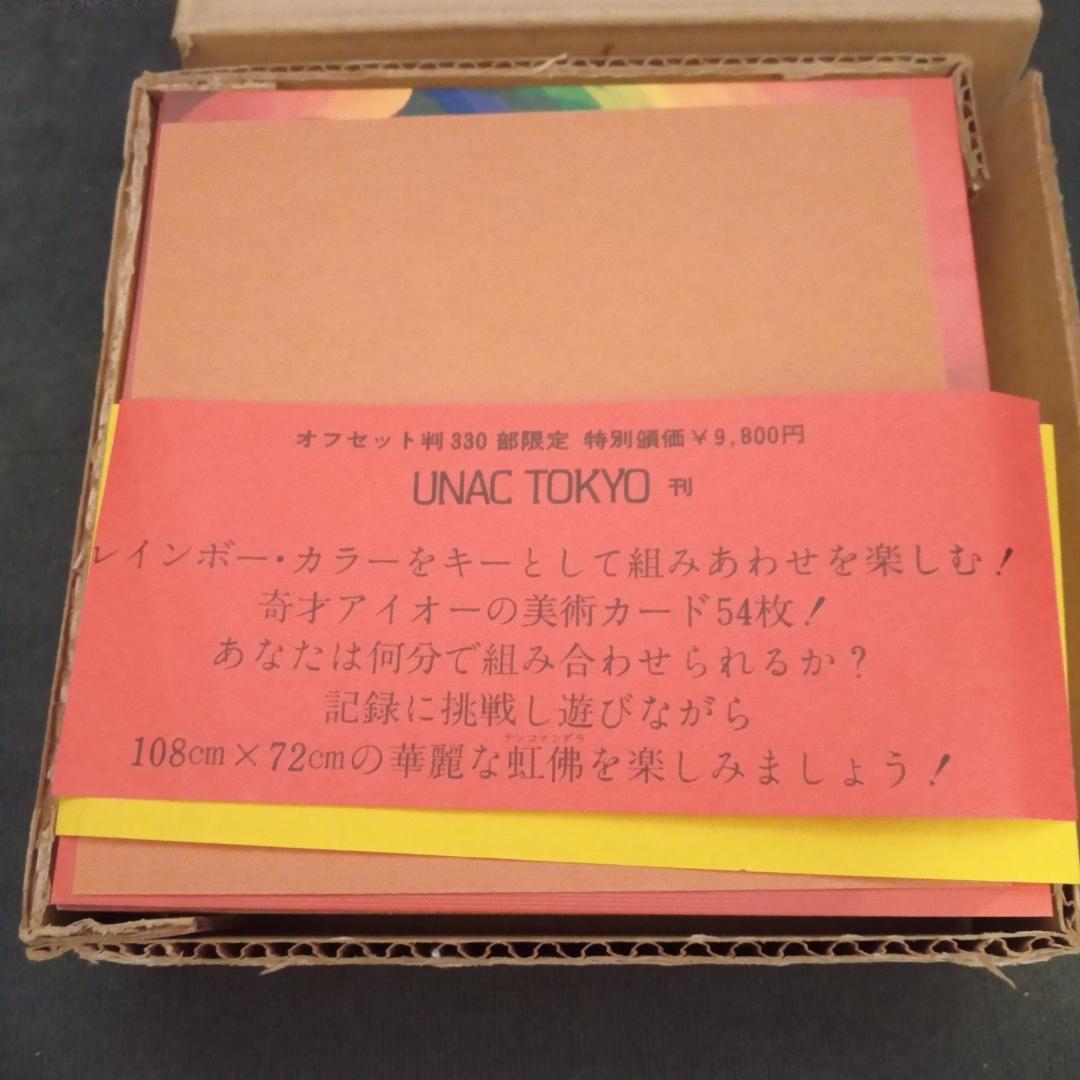 オフセット判330部限定 特別頒価￥9,800円
UNAC TOKYO 刊
レインボー・カラーをキーとして組みあわせを楽しむ！
奇才アイオーの美術カード54枚！
あなたは何分で組み合わせられるか？
記録に挑戦し遊びながら
テンコマンダラ
108cm×72cmの華麗な虹佛を楽しみましょう！